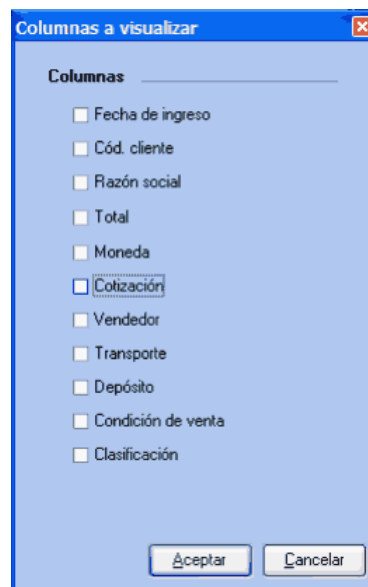 Columnas a visualizar
Columnas
Fecha de ingreso
Cód. cliente
Razón social
Total
Moneda
Cotización
Vendedor
Transporte
Depósito
Condición de venta
Clasificación
Aceptar
Cancelar